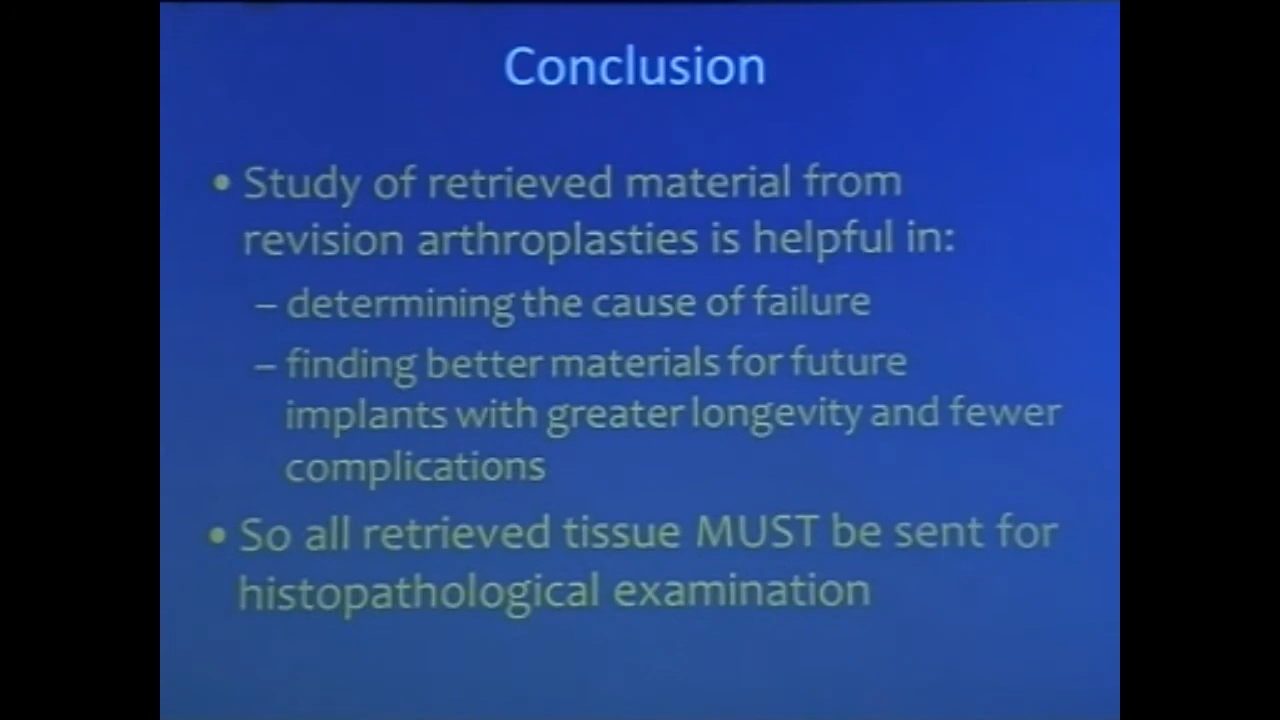 Conclusion
• Study of retrieved material from
revision arthroplasties is helpful in:
– determining the cause of failure
– finding better materials for future
implants with greater longevity and fewer
complications
• So all retrieved tissue MUST be sent for
histopathological examination